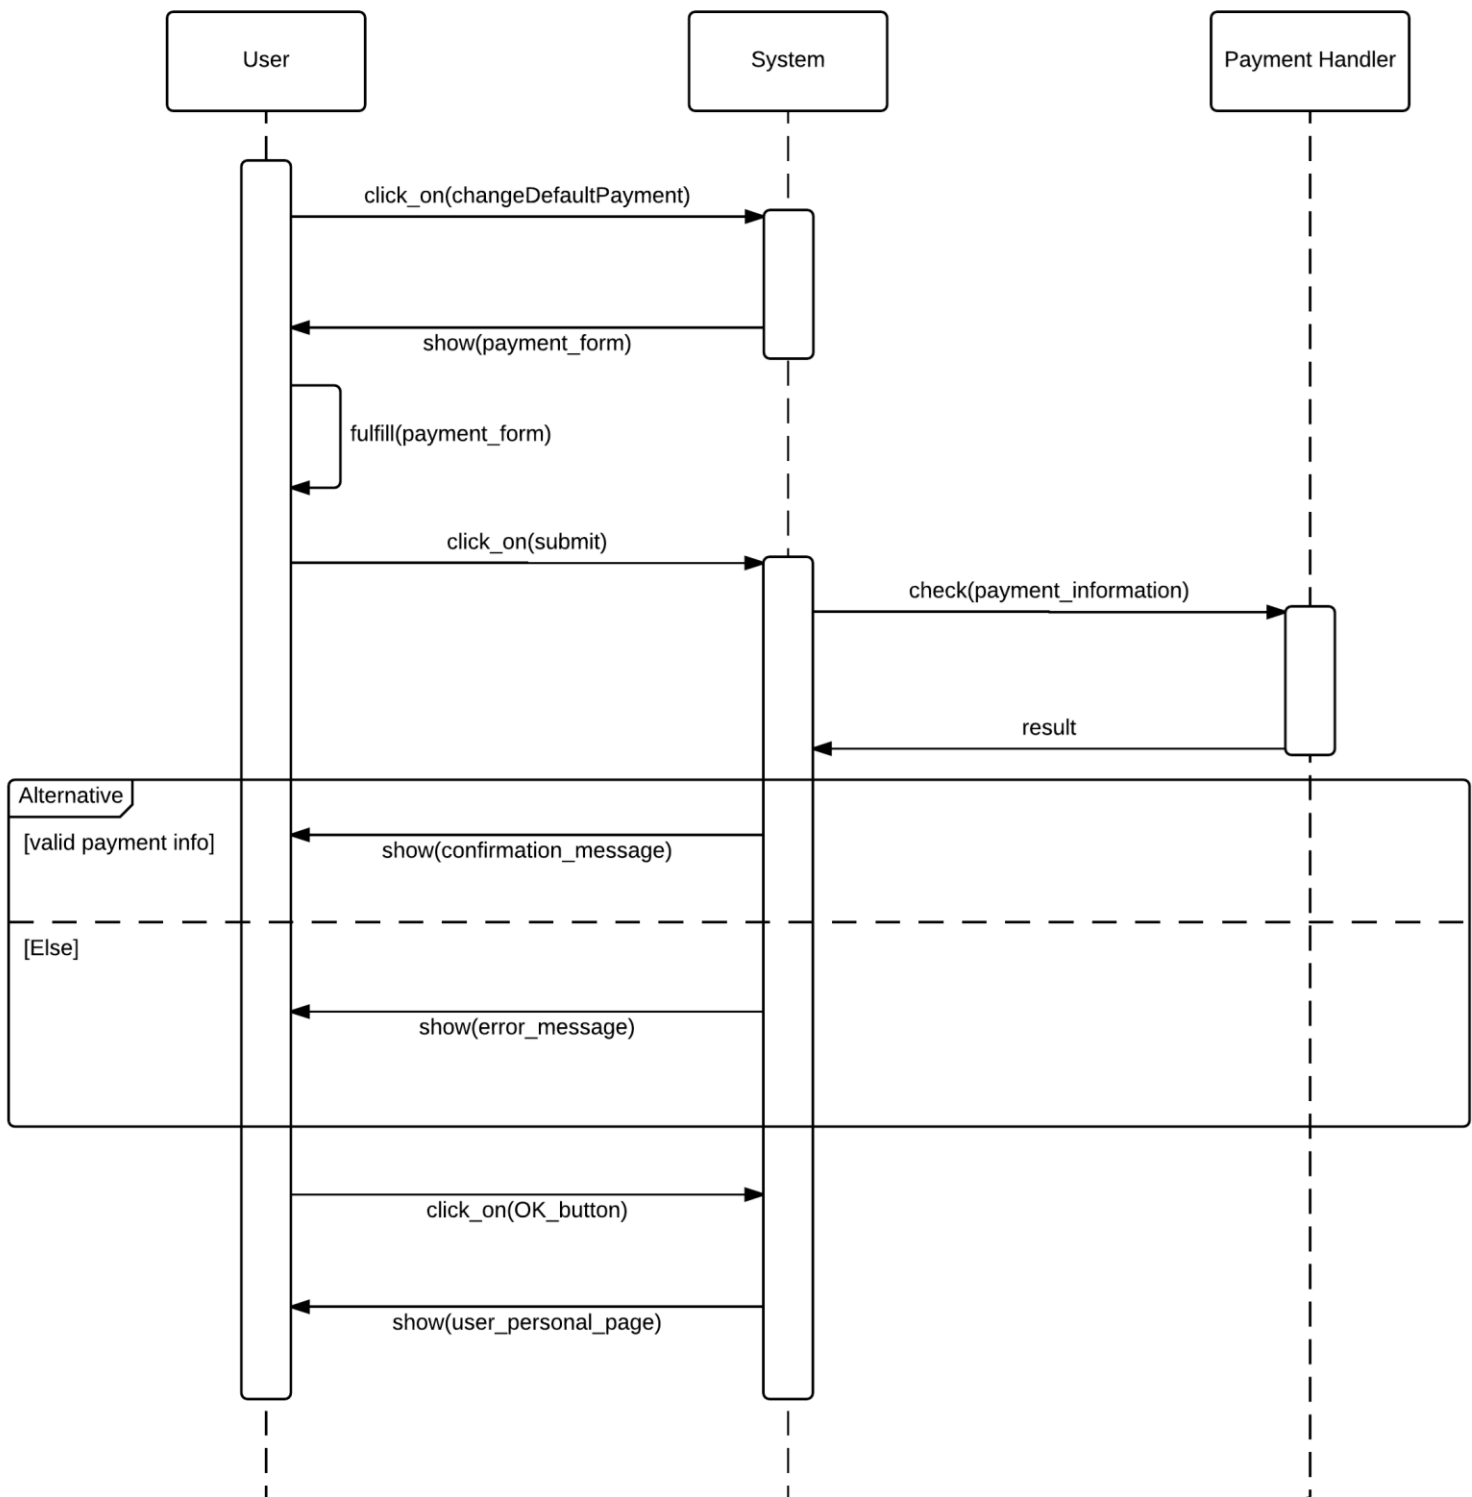 User
System
Payment Handler
click_on(changeDefaultPayment)
show(payment_form)
fulfill(payment_form)
click_on(submit)
check(payment_information)
result
Alternative
[valid payment info]
show(confirmation_message)
[Else]
show(error_message)
click_on(OK_button)
show(user_personal_page)